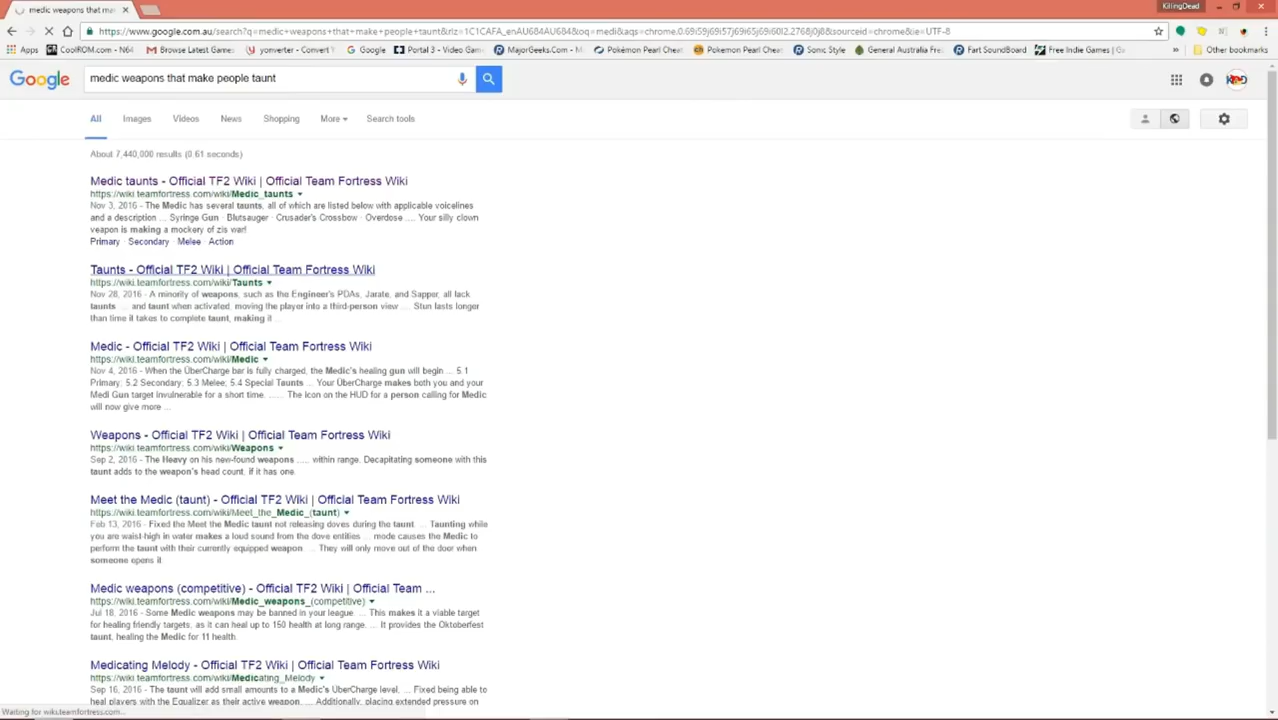 medic weapons that ma
KillingDead
https://www.google.com.au/search?q=medic+weapons+that+make+people+taunt&rlz=1C1CAFA_enAU684AU684&oq=medi&aqs=chrome.0.69i59j69i57j69i65j69i60l2.2768j0j8&sourceid=chrome&ie=UTF-8
Apps CoolROM.com - N64 Browse Latest Games yonverter - Convert Google Portal 3 - Video Gam MajorGeeks.Com - M Pokémon Pearl Cheat Pokemon Pearl Cheat Sonic Style General Australia Fre Fart SoundBoard Free Indie Games | G » Other bookmarks
Google medic weapons that make people taunt
All Images Videos News Shopping More Search tools
About 7,440,000 results (0.61 seconds)
Medic taunts - Official TF2 Wiki | Official Team Fortress Wiki
https://wiki.teamfortress.com/wiki/Medic_taunts
Nov 3, 2016 - The Medic has several taunts, all of which are listed below with applicable voicelines
and a description ... Syringe Gun · Blutsauger · Crusader's Crossbow · Overdose .... Your silly clown
veapon is making a mockery of zis war!
Primary · Secondary · Melee · Action
Taunts - Official TF2 Wiki | Official Team Fortress Wiki
https://wiki.teamfortress.com/wiki/Taunts
Nov 28, 2016 - A minority of weapons, such as the Engineer's PDAs, Jarate, and Sapper, all lack
taunts ... and taunt when activated, moving the player into a third-person view .... Stun lasts longer
than time it takes to complete taunt, making it ...
Medic - Official TF2 Wiki | Official Team Fortress Wiki
https://wiki.teamfortress.com/wiki/Medic
Nov 4, 2016 - When the ÜberCharge bar is fully charged, the Medic's healing gun will begin ... 5.1
Primary; 5.2 Secondary; 5.3 Melee; 5.4 Special Taunts ... Your ÜberCharge makes both you and your
Medi Gun target invulnerable for a short time. ...... The icon on the HUD for a person calling for Medic
will now give more ...
Weapons - Official TF2 Wiki | Official Team Fortress Wiki
https://wiki.teamfortress.com/wiki/Weapons
Sep 2, 2016 - The Heavy on his new-found weapons ..... within range. Decapitating someone with this
taunt adds to the weapon's head count, if it has one.
Meet the Medic (taunt) - Official TF2 Wiki | Official Team Fortress Wiki
https://wiki.teamfortress.com/wiki/Meet_the_Medic_(taunt)
Feb 13, 2016 - Fixed the Meet the Medic taunt not releasing doves during the taunt. ... Taunting while
you are waist-high in water makes a loud sound from the dove entities ... mode causes the Medic to
perform the taunt with their currently equipped weapon. ... They will only move out of the door when
someone opens it.
Medic weapons (competitive) - Official TF2 Wiki | Official Team ...
https://wiki.teamfortress.com/wiki/Medic_weapons_(competitive)
Jul 18, 2016 - Some Medic weapons may be banned in your league. ... This makes it a viable target
for healing friendly targets, as it can heal up to 150 health at long range. ... It provides the Oktoberfest
taunt, healing the Medic for 11 health.
Medicating Melody - Official TF2 Wiki | Official Team Fortress Wiki
https://wiki.teamfortress.com/wiki/Medicating_Melody
Sep 16, 2016 - The taunt will add small amounts to a Medic's UberCharge level. ... Fixed being able to
heal players with the Equalizer as their active weapon. ... Additionally, placing extended pressure on
Waiting for wiki.teamfortress.com...